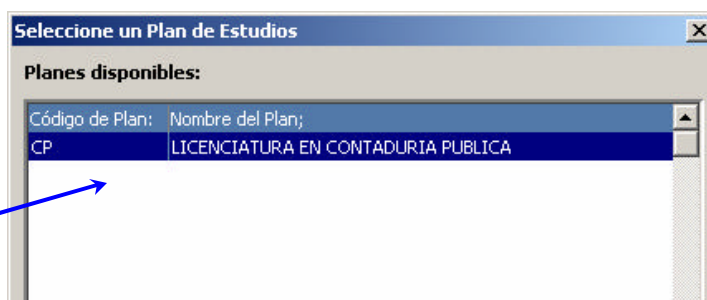 Seleccione un Plan de Estudios
Planes disponibles:
Código de Plan: Nombre del Plan;
CP LICENCIATURA EN CONTADURIA PUBLICA